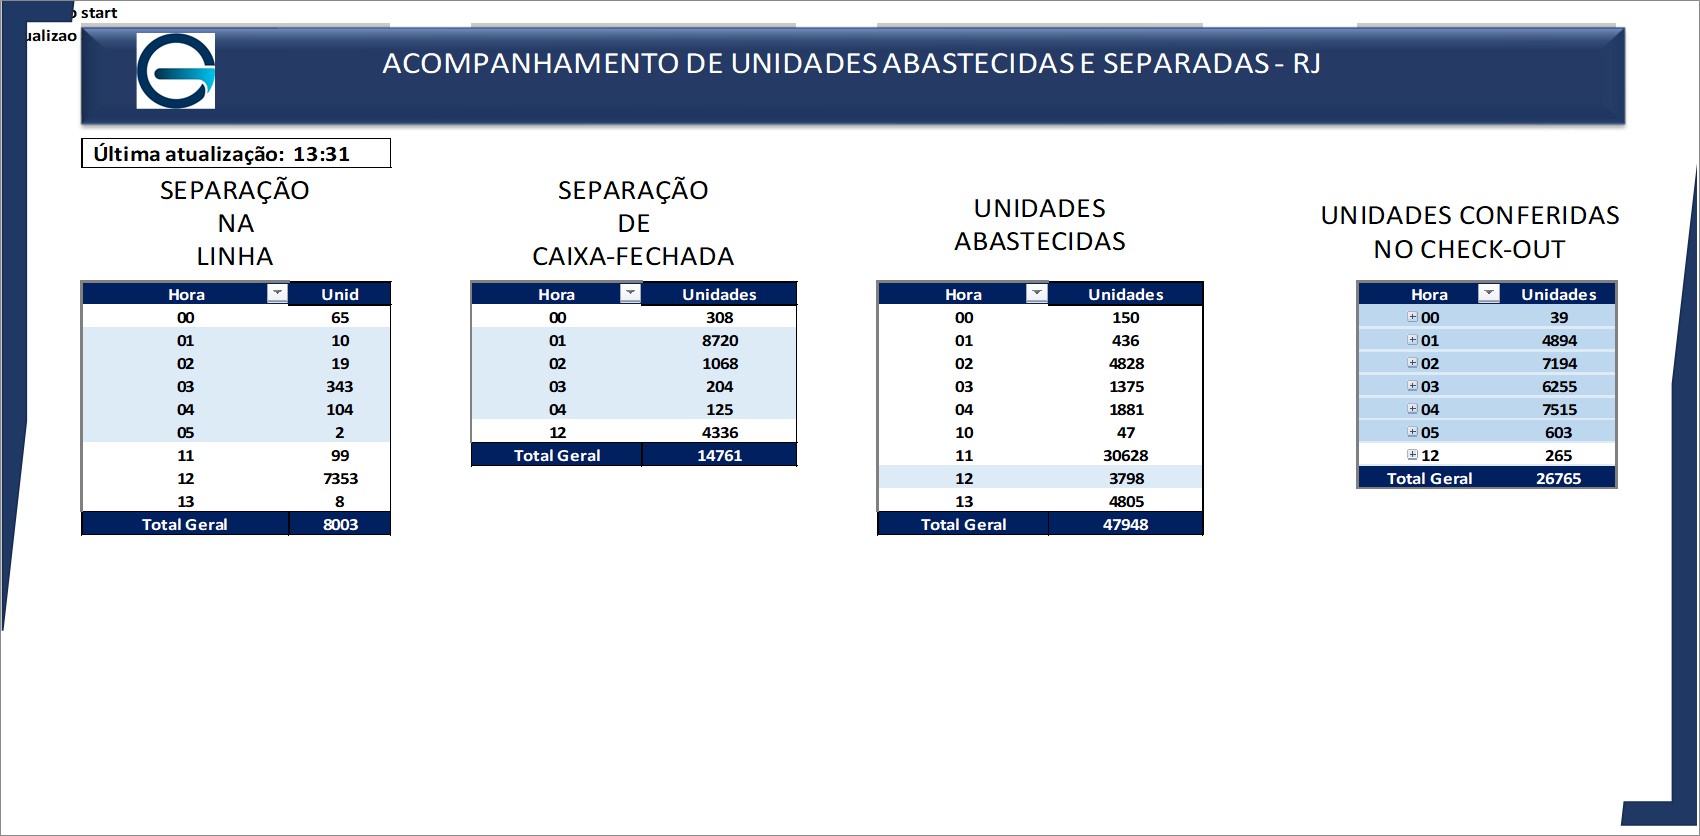 start
ualizao
ACOMPANHAMENTO DE UNIDADES ABASTECIDAS E SEPARADAS - RJ
Última atualização: 13:31
SEPARAÇÃO
NA
LINHA
Hora Unid
00 65
01 10
02 19
03 343
04 104
05 2
11 99
12 7353
13 8
Total Geral 8003
SEPARAÇÃO
DE
CAIXA-FECHADA
Hora Unidades
00 308
01 8720
02 1068
03 204
04 125
12 4336
Total Geral 14761
UNIDADES
ABASTECIDAS
Hora Unidades
00 150
01 436
02 4828
03 1375
04 1881
10 47
11 30628
12 3798
13 4805
Total Geral 47948
UNIDADES CONFERIDAS
NO CHECK-OUT
Hora Unidades
00 39
01 4894
02 7194
03 6255
04 7515
05 603
12 265
Total Geral 26765